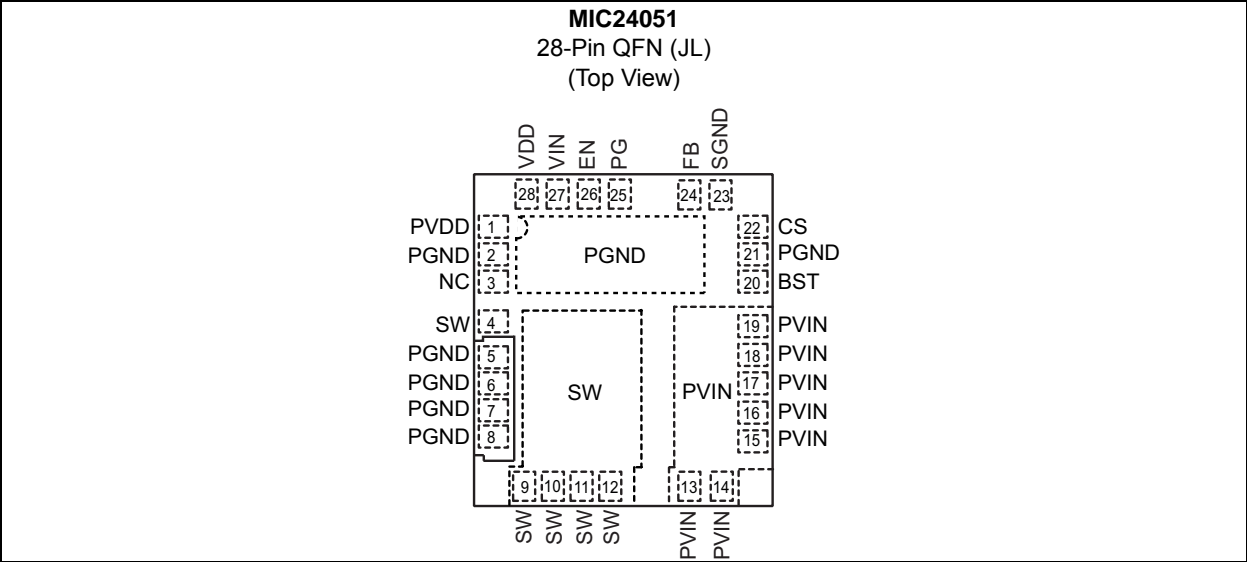 MIC24051
28-Pin QFN (JL)
(Top View)
VDD VIN EN PG FB SGND
28 27 26 25 24 23
PVDD 1 22 CS
PGND 2 PGND 21 PGND
NC 3 20 BST
SW 4 19 PVIN
PGND 5 18 PVIN
PGND 6 SW PVIN 17 PVIN
PGND 7 16 PVIN
PGND 8 15 PVIN
9 10 11 12 13 14
SW SW SW SW PVIN PVIN